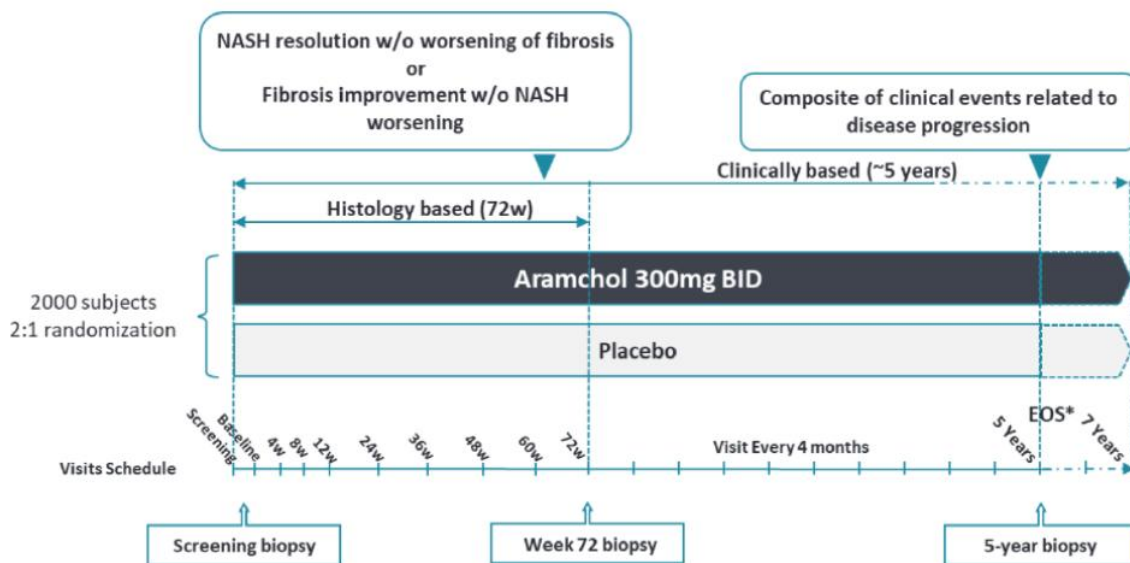 NASH resolution w/o worsening of fibrosis
or
Fibrosis improvement w/o NASH
worsening
Composite of clinical events related to
disease progression
Clinically based (~5 years)
Histology based (72w)
Aramchol 300mg BID
2000 subjects
2:1 randomization
Placebo
EOS*
Screening
Baseline
4w
8w
12w
24w
36w
48w
60w
72w
Visit Every 4 months
5 Years
7 Years
Visits Schedule
Screening biopsy
Week 72 biopsy
5-year biopsy